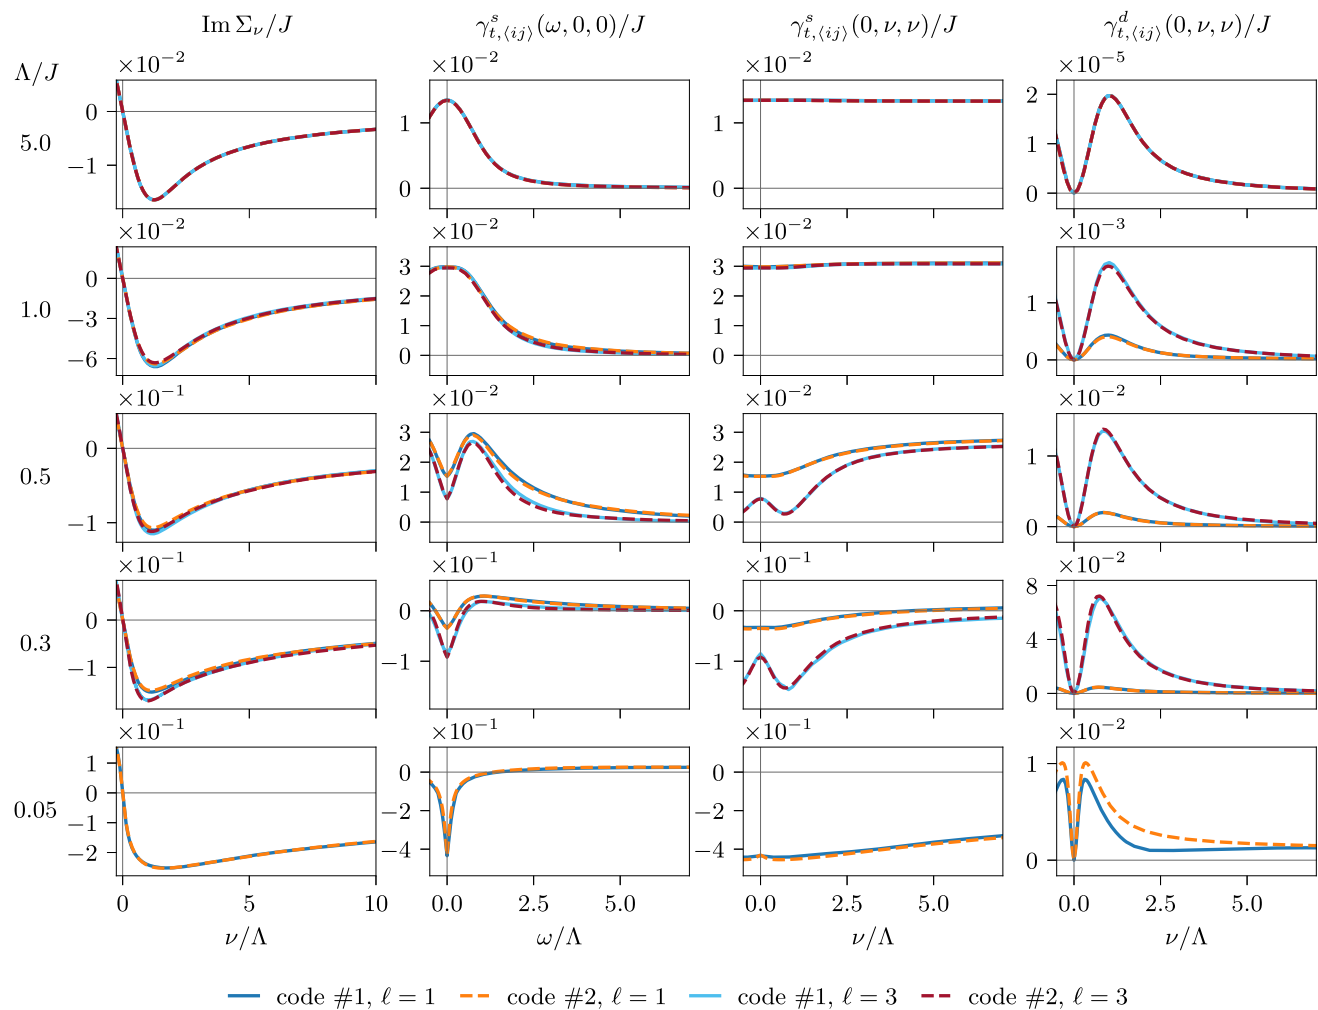 Im Σ_ν/J
γ^s_{t,⟨ij⟩}(ω, 0, 0)/J
γ^s_{t,⟨ij⟩}(0, ν, ν)/J
γ^d_{t,⟨ij⟩}(0, ν, ν)/J
Λ/J
×10⁻² ×10⁻² ×10⁻² ×10⁻⁵
5.0
0 −1
1 0
1 0
2 1 0
×10⁻² ×10⁻² ×10⁻² ×10⁻³
1.0
0 −3 −6
3 2 1 0
3 2 1 0
1 0
×10⁻¹ ×10⁻² ×10⁻² ×10⁻²
0.5
0 −1
3 2 1 0
3 2 1 0
1 0
×10⁻¹ ×10⁻¹ ×10⁻¹ ×10⁻²
0.3
0 −1
0 −1
0 −1
8 4 0
×10⁻¹ ×10⁻¹ ×10⁻¹ ×10⁻²
0.05
1 0 −1 −2
0 −2 −4
0 −2 −4
1 0
0 5 10
0.0 2.5 5.0
0.0 2.5 5.0
0.0 2.5 5.0
ν/Λ
ω/Λ
ν/Λ
ν/Λ
code #1, ℓ = 1
code #2, ℓ = 1
code #1, ℓ = 3
code #2, ℓ = 3